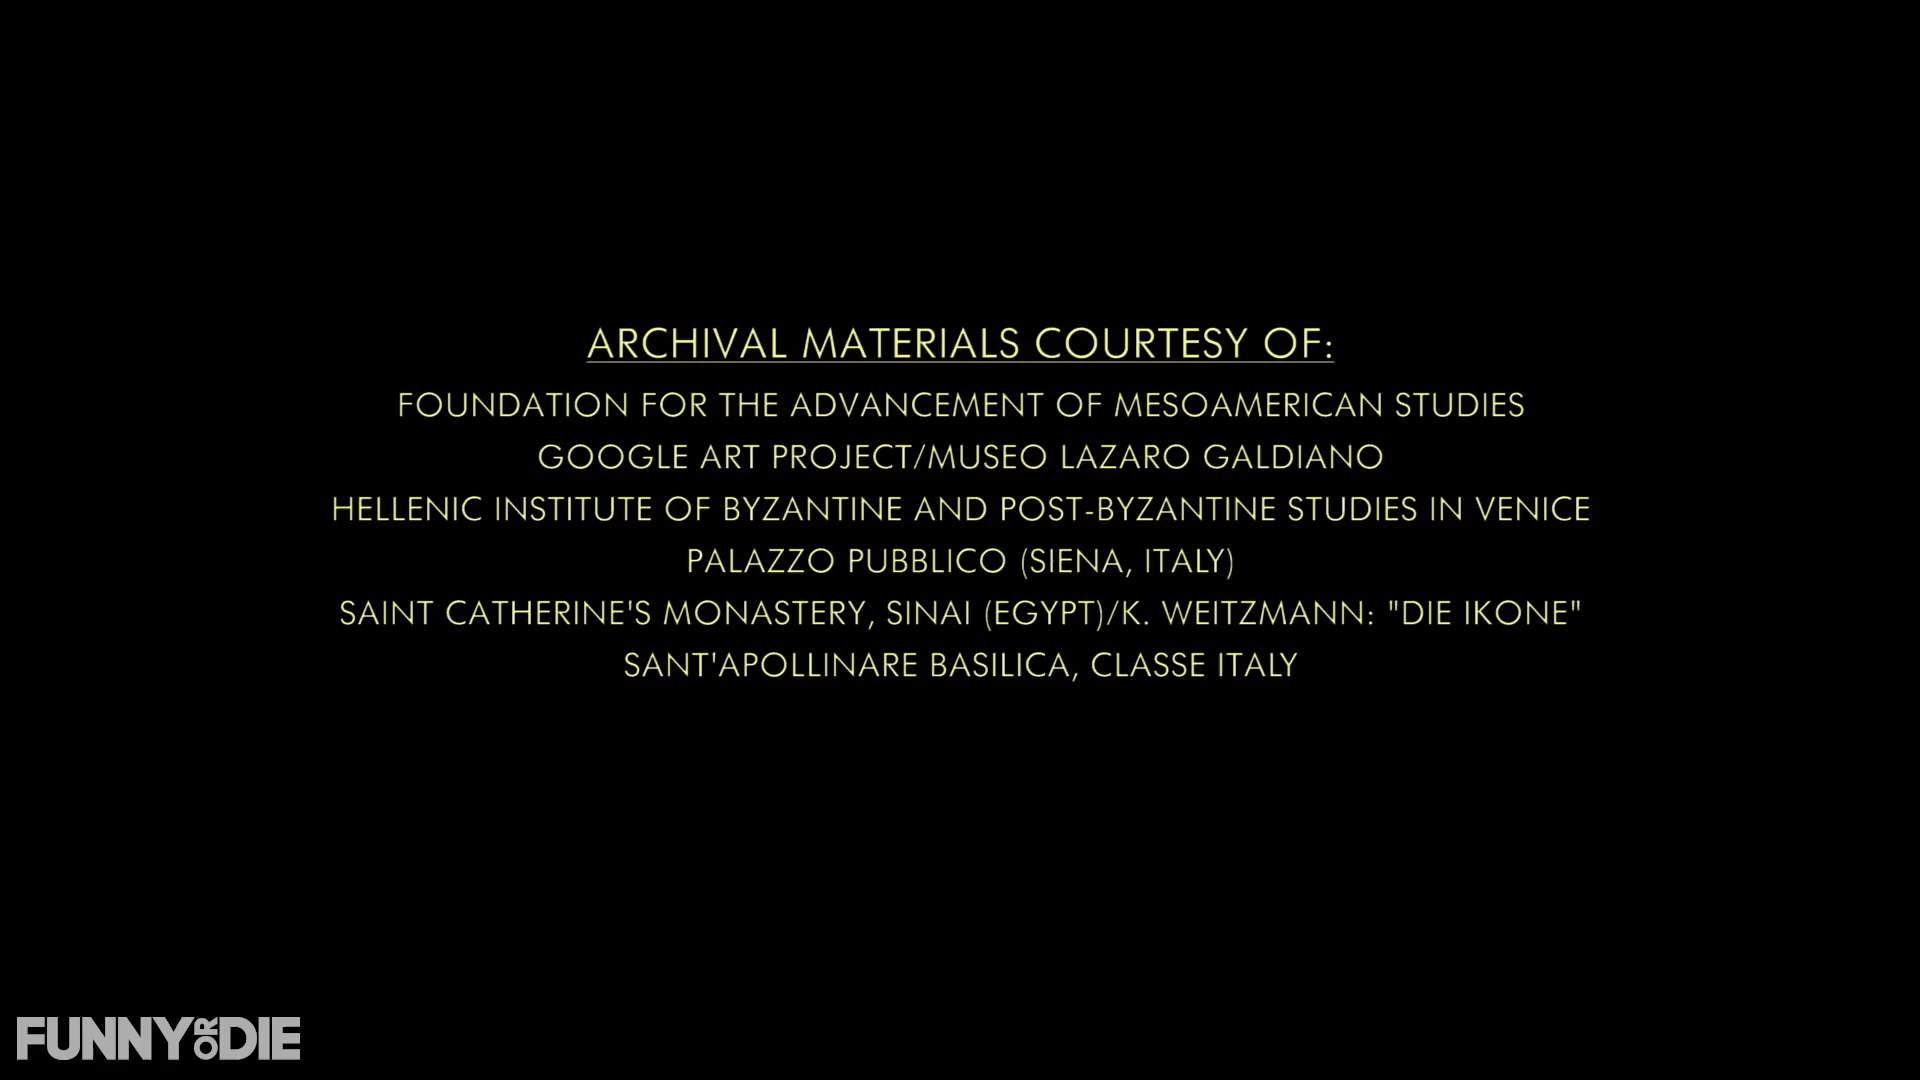 ARCHIVAL MATERIALS COURTESY OF:
FOUNDATION FOR THE ADVANCEMENT OF MESOAMERICAN STUDIES
GOOGLE ART PROJECT/MUSEO LAZARO GALDIANO
HELLENIC INSTITUTE OF BYZANTINE AND POST-BYZANTINE STUDIES IN VENICE
PALAZZO PUBBLICO (SIENA, ITALY)
SAINT CATHERINE'S MONASTERY, SINAI (EGYPT)/K. WEITZMANN: "DIE IKONE"
SANT'APOLLINARE BASILICA, CLASSE ITALY
FUNNY OR DIE